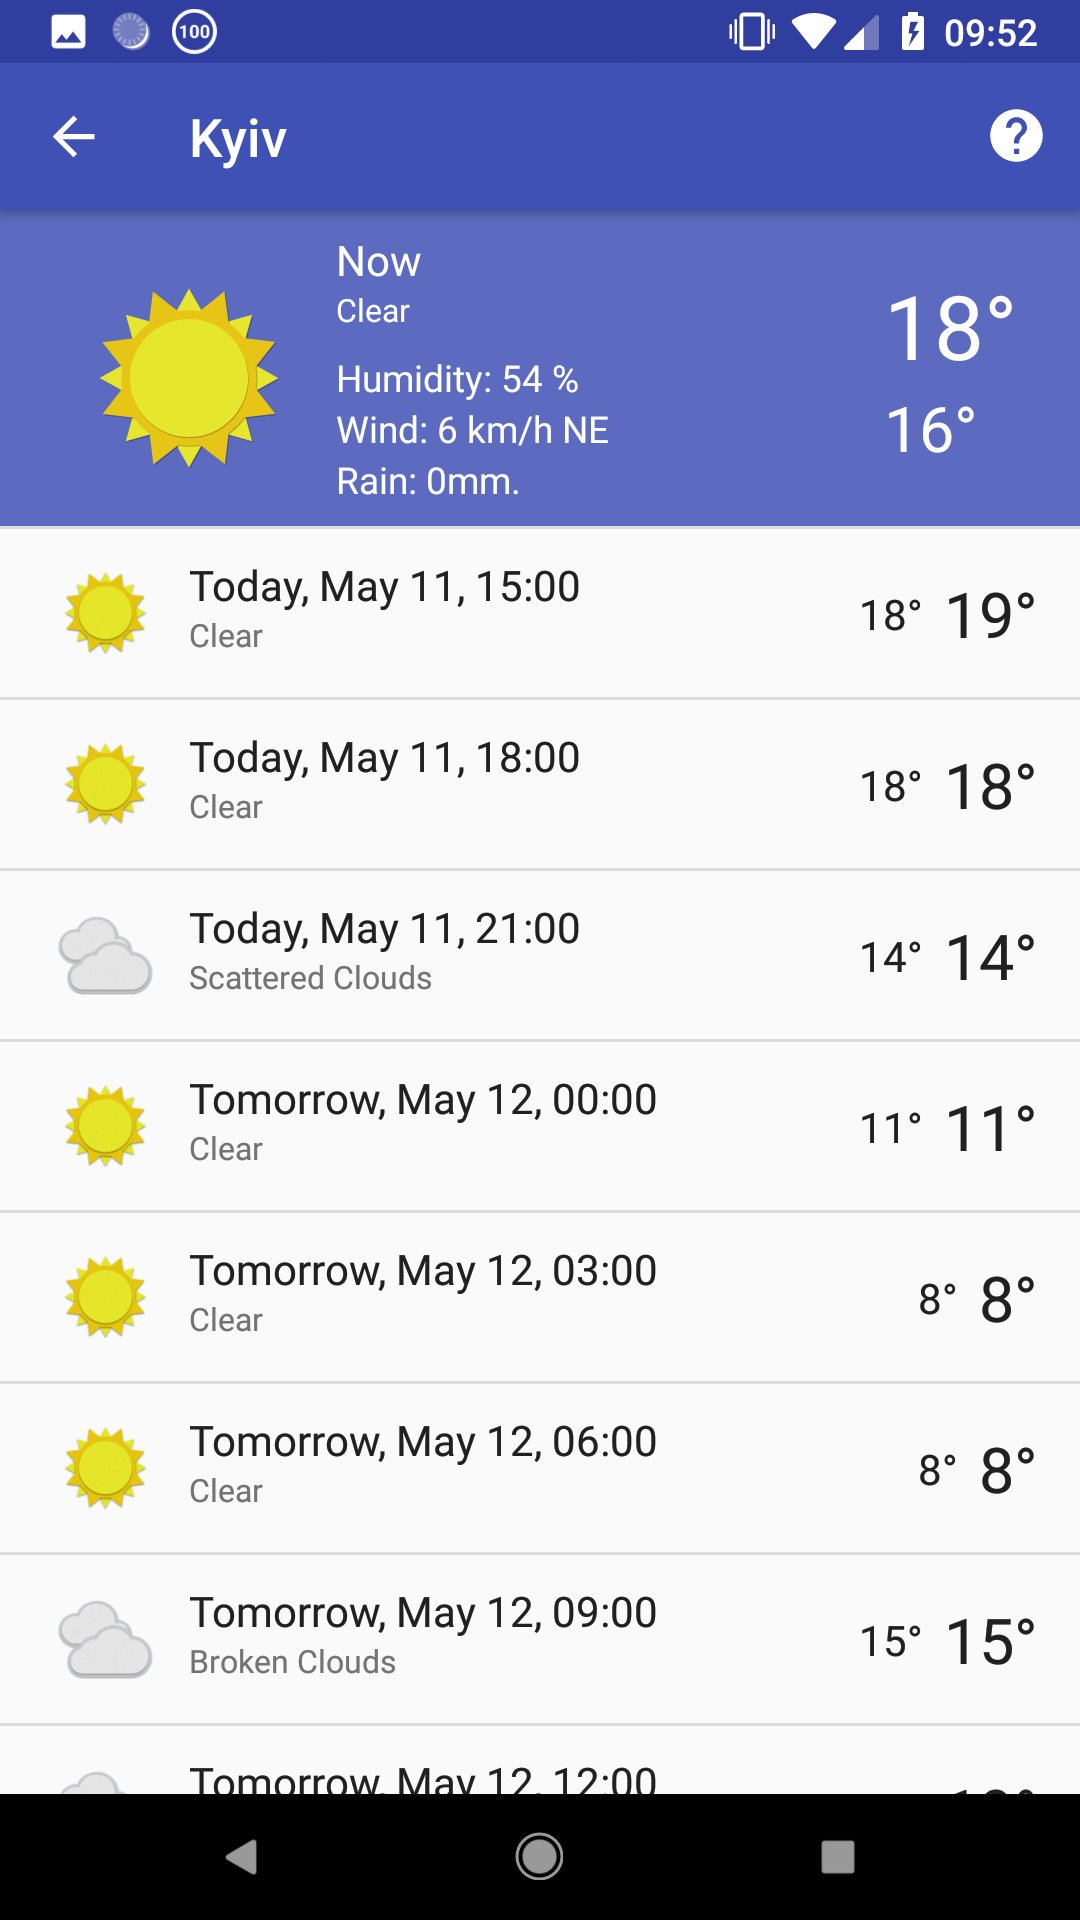 100 09:52
Kyiv
Now
Clear
18°
Humidity: 54 %
Wind: 6 km/h NE
16°
Rain: 0mm.
Today, May 11, 15:00
Clear
18° 19°
Today, May 11, 18:00
Clear
18° 18°
Today, May 11, 21:00
Scattered Clouds
14° 14°
Tomorrow, May 12, 00:00
Clear
11° 11°
Tomorrow, May 12, 03:00
Clear
8° 8°
Tomorrow, May 12, 06:00
Clear
8° 8°
Tomorrow, May 12, 09:00
Broken Clouds
15° 15°
Tomorrow, May 12, 12:00